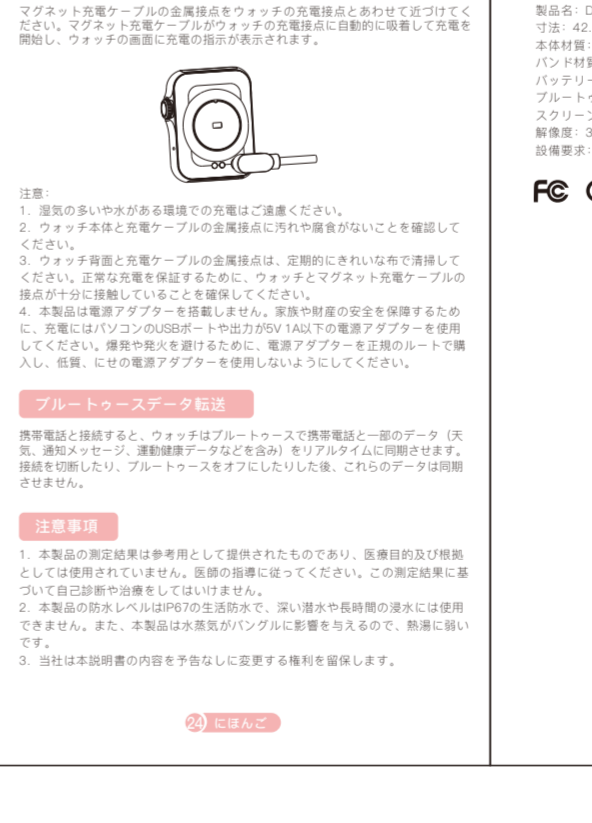 マグネット充電ケーブルの金属接点をウォッチの充電接点とあわせて近づけてく
ださい。マグネット充電ケーブルがウォッチの充電接点に自動的に吸着して充電を
開始し、ウォッチの画面に充電の指示が表示されます。
注意：
1. 湿気の多いや水がある環境での充電はご遠慮ください。
2. ウォッチ本体と充電ケーブルの金属接点に汚れや腐食がないことを確認して
ください。
3. ウォッチ背面と充電ケーブルの金属接点は、定期的にきれいな布で清掃して
ください。正常な充電を保証するために、ウォッチとマグネット充電ケーブルの
接点が十分に接触していることを確保してください。
4. 本製品は電源アダプターを搭載しません。家族や財産の安全を保障するため
に、充電にはパソコンのUSBポートや出力が5V 1A以下の電源アダプターを使用
してください。爆発や発火を避けるために、電源アダプターを正規のルートで購
入し、低質、にせの電源アダプターを使用しないようにしてください。
ブルートゥースデータ転送
携帯電話と接続すると、ウォッチはブルートゥースで携帯電話と一部のデータ（天
気、通知メッセージ、運動健康データなどを含み）をリアルタイムに同期させます。
接続を切断したり、ブルートゥースをオフにしたりした後、これらのデータは同期
させません。
注意事項
1. 本製品の測定結果は参考用として提供されたものであり、医療目的及び根拠
としては使用されていません。医師の指導に従ってください。この測定結果に基
づいて自己診断や治療をしてはいけません。
2. 本製品の防水レベルはIP67の生活防水で、深い潜水や長時間の浸水には使用
できません。また、本製品は水蒸気がバングルに影響を与えるので、熱湯に弱い
です。
3. 当社は本説明書の内容を予告なしに変更する権利を留保します。
24 にほんご
製品名：D
寸法：42.
本体材質：
バンド材質
バッテリー
ブルートゥ
スクリーン
解像度：3
設備要求：
FC